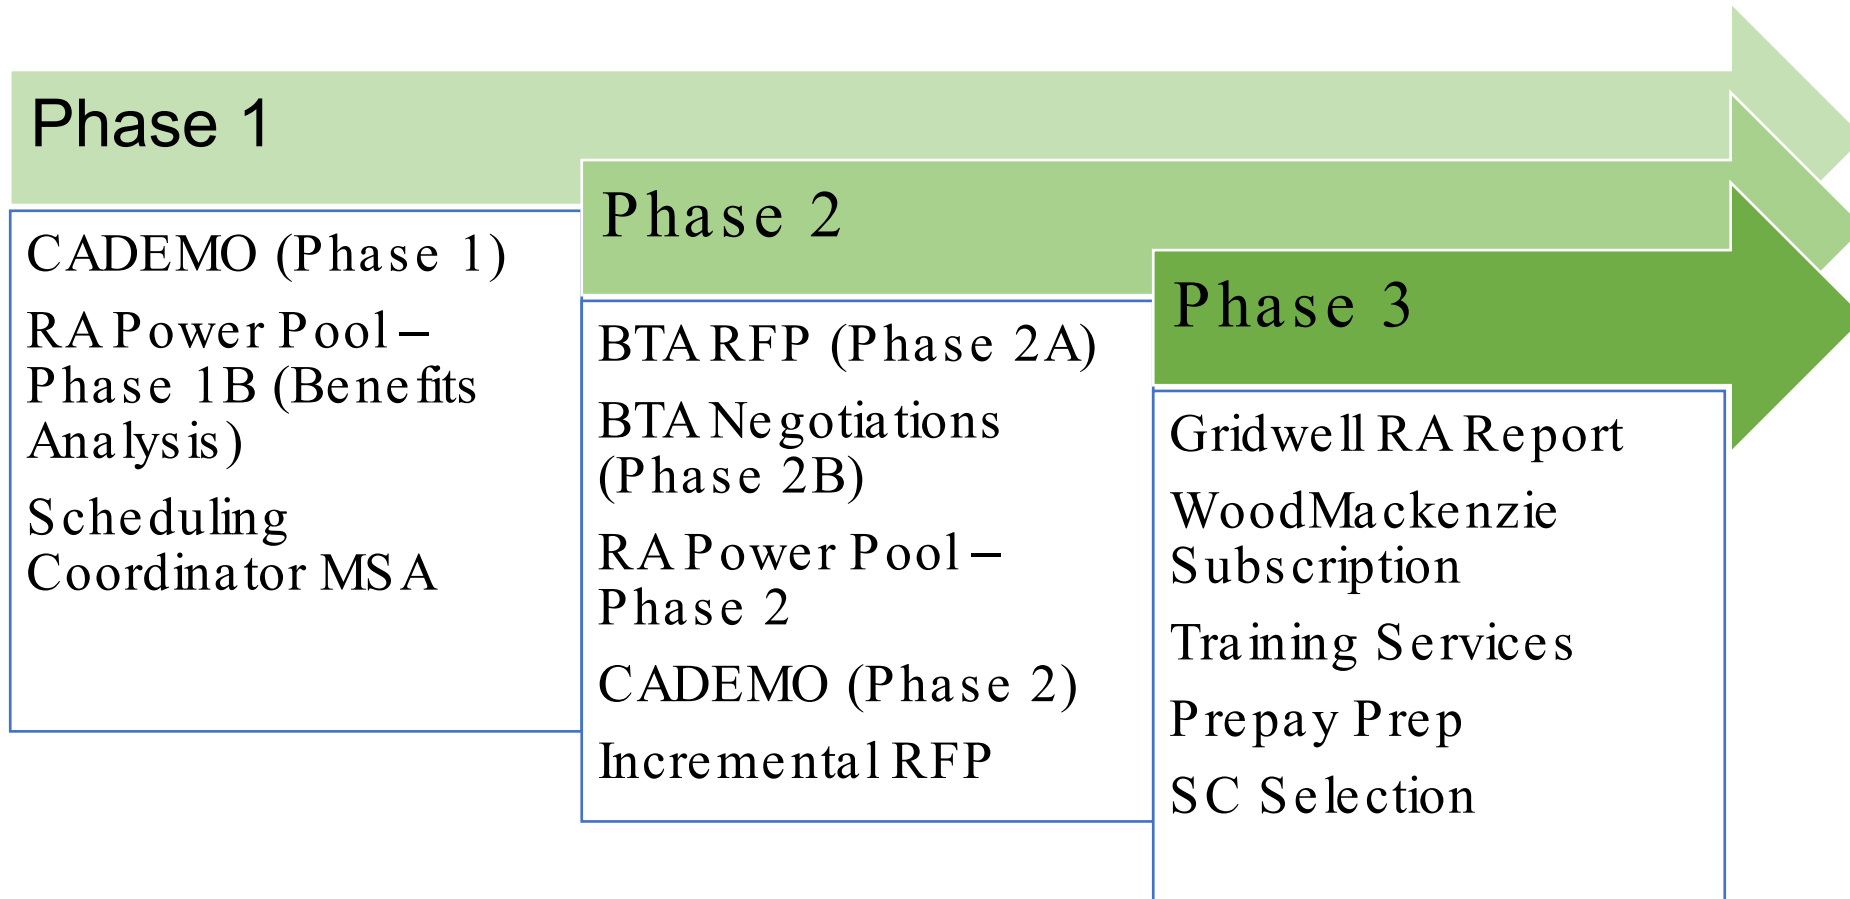 Phase 1
CADEMO (Phase 1)
RA Power Pool –
Phase 1B (Benefits
Analysis)
Scheduling
Coordinator MSA
Phase 2
BTA RFP (Phase 2A)
BTA Negotiations
(Phase 2B)
RA Power Pool –
Phase 2
CADEMO (Phase 2)
Incremental RFP
Phase 3
Gridwell RA Report
WoodMackenzie
Subscription
Training Services
Prepay Prep
SC Selection